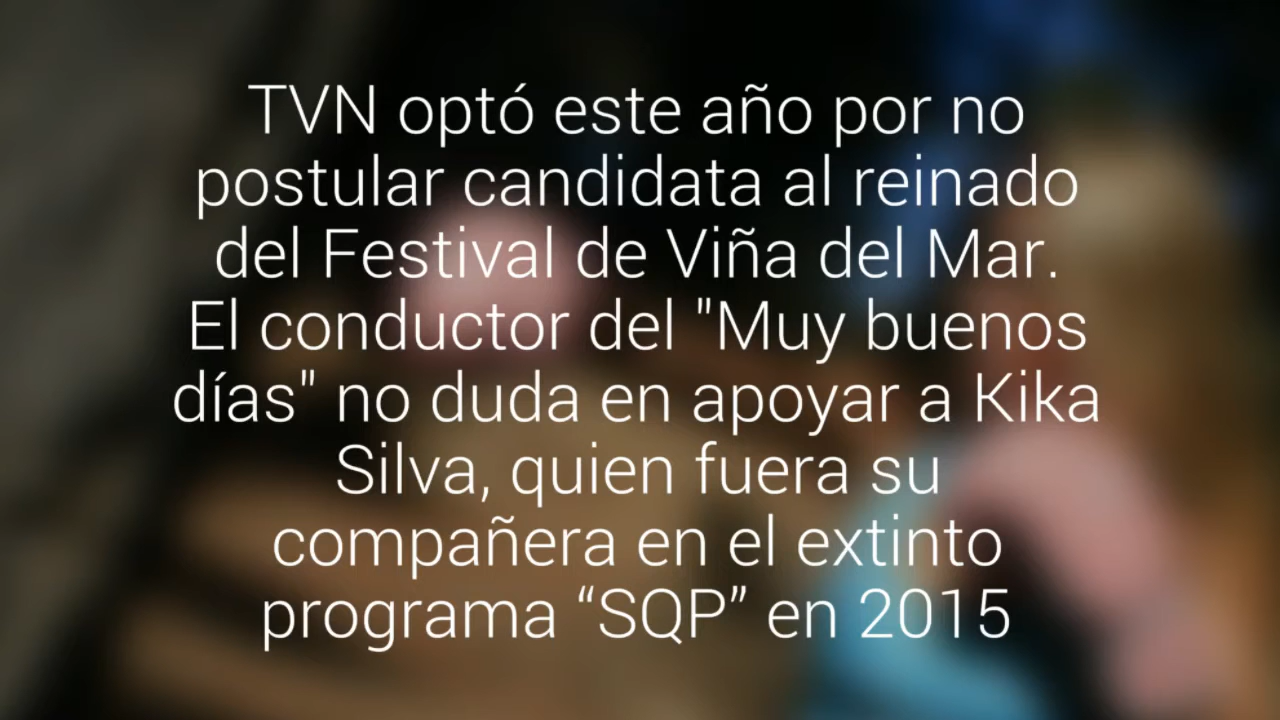 TVN optó este año por no
postular candidata al reinado
del Festival de Viña del Mar.
El conductor del "Muy buenos
días" no duda en apoyar a Kika
Silva, quien fuera su
compañera en el extinto
programa “SQP” en 2015